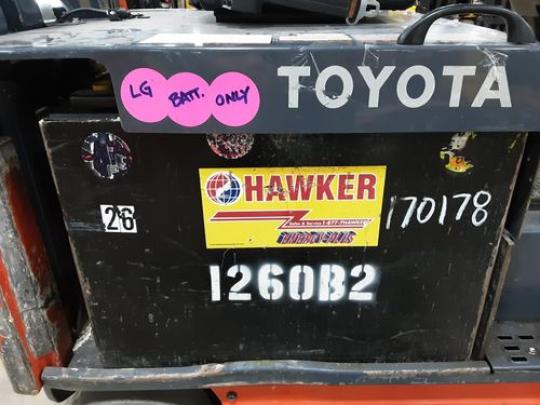 LG BATT. ONLY
TOYOTA
HAWKER
170178
26
1260B2